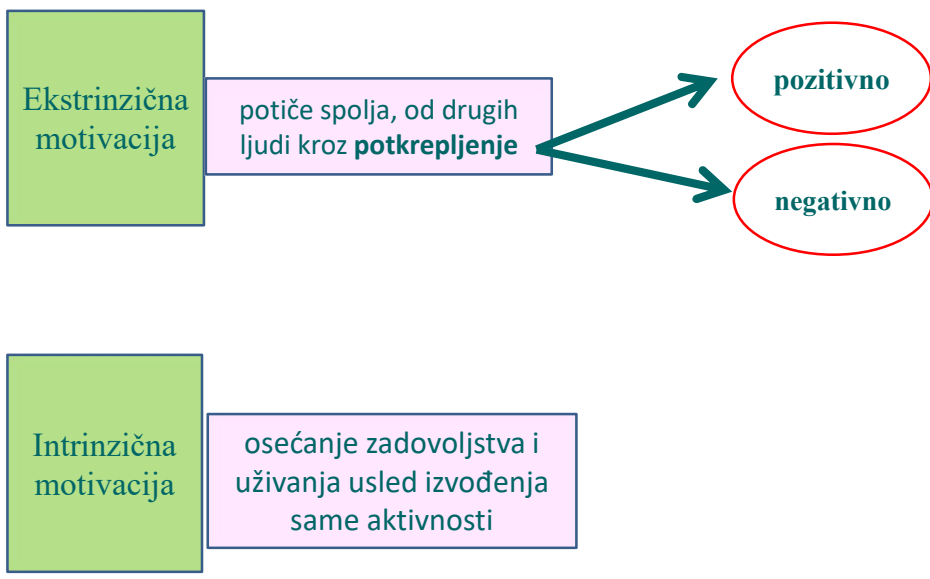 Ekstrinzična
motivacija
potiče spolja, od drugih
ljudi kroz potkrepljenje
pozitivno
negativno
Intrinzična
motivacija
osećanje zadovoljstva i
uživanja usled izvođenja
same aktivnosti